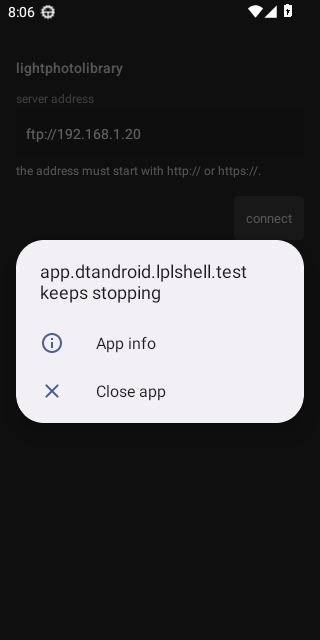 8:06
lightphotolibrary
server address
ftp://192.168.1.20
the address must start with http:// or https://.
connect
app.dtandroid.lplshell.test
keeps stopping
App info
Close app